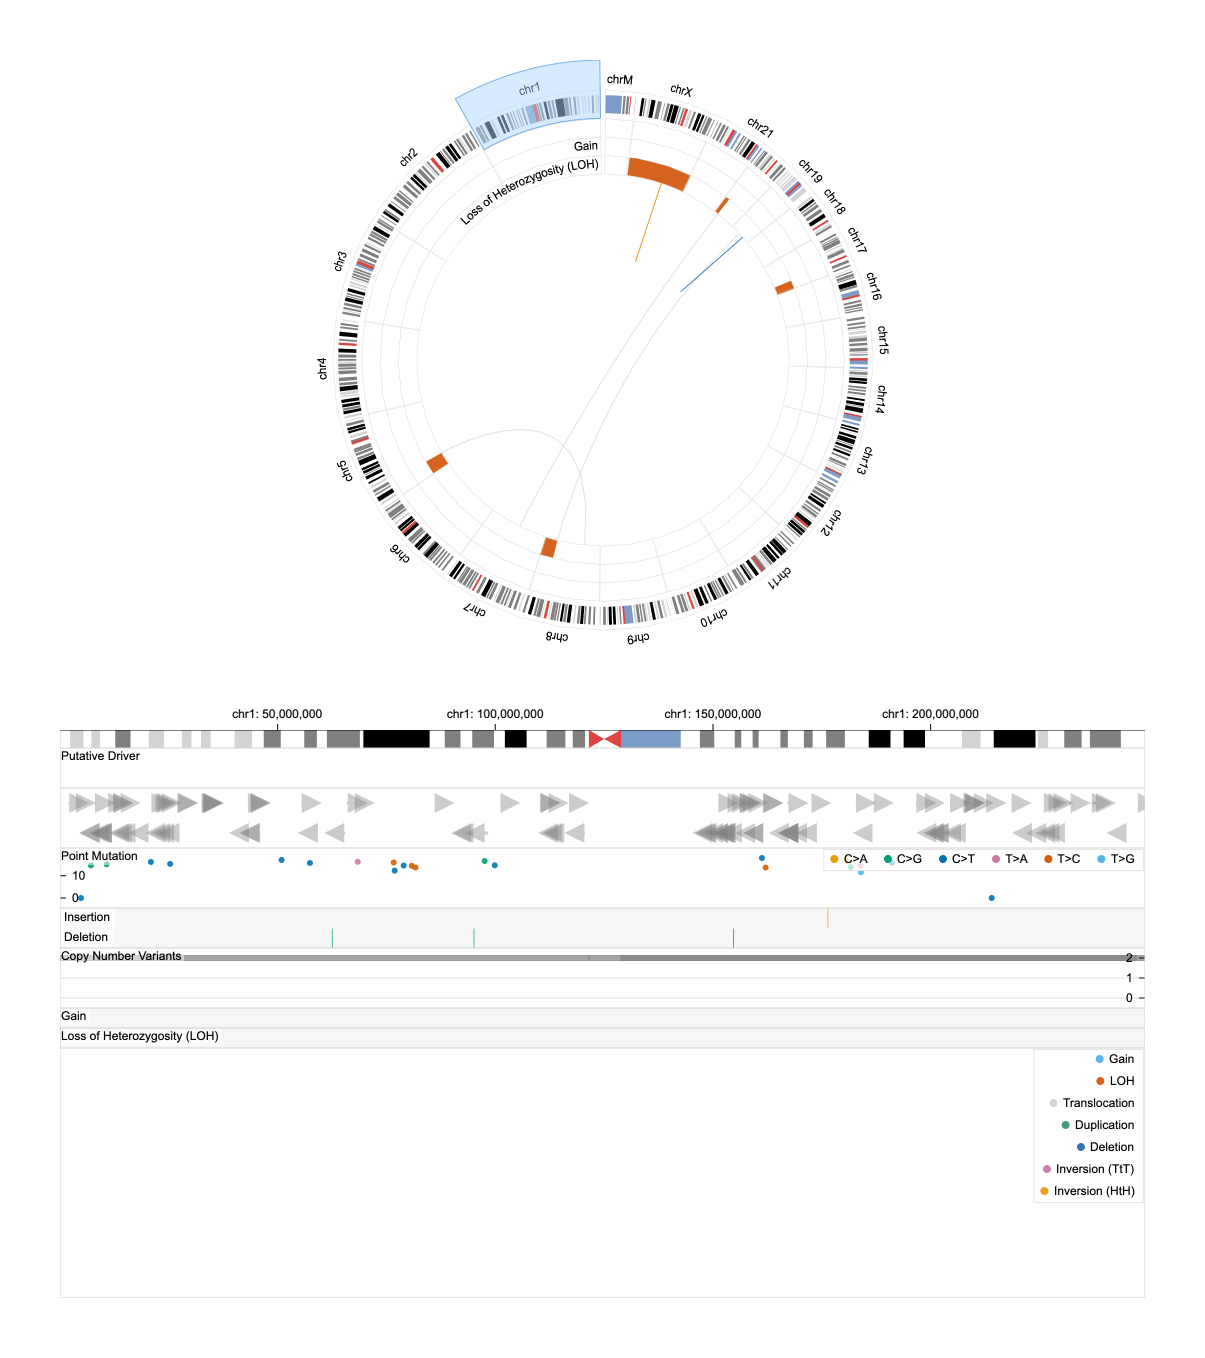 chrM
chrX
chr21
chr19
chr18
chr17
chr16
chr15
chr14
chr13
chr12
chr11
chr10
chr9
chr8
chr7
chr6
chr5
chr4
chr3
chr2
chr1
Gain
Loss of Heterozygosity (LOH)
chr1: 50,000,000 chr1: 100,000,000 chr1: 150,000,000 chr1: 200,000,000
Putative Driver
Point Mutation
C>A C>G C>T T>A T>C T>G
10
0
Insertion
Deletion
Copy Number Variants
2
1
0
Gain
Loss of Heterozygosity (LOH)
Gain
LOH
Translocation
Duplication
Deletion
Inversion (TtT)
Inversion (HtH)